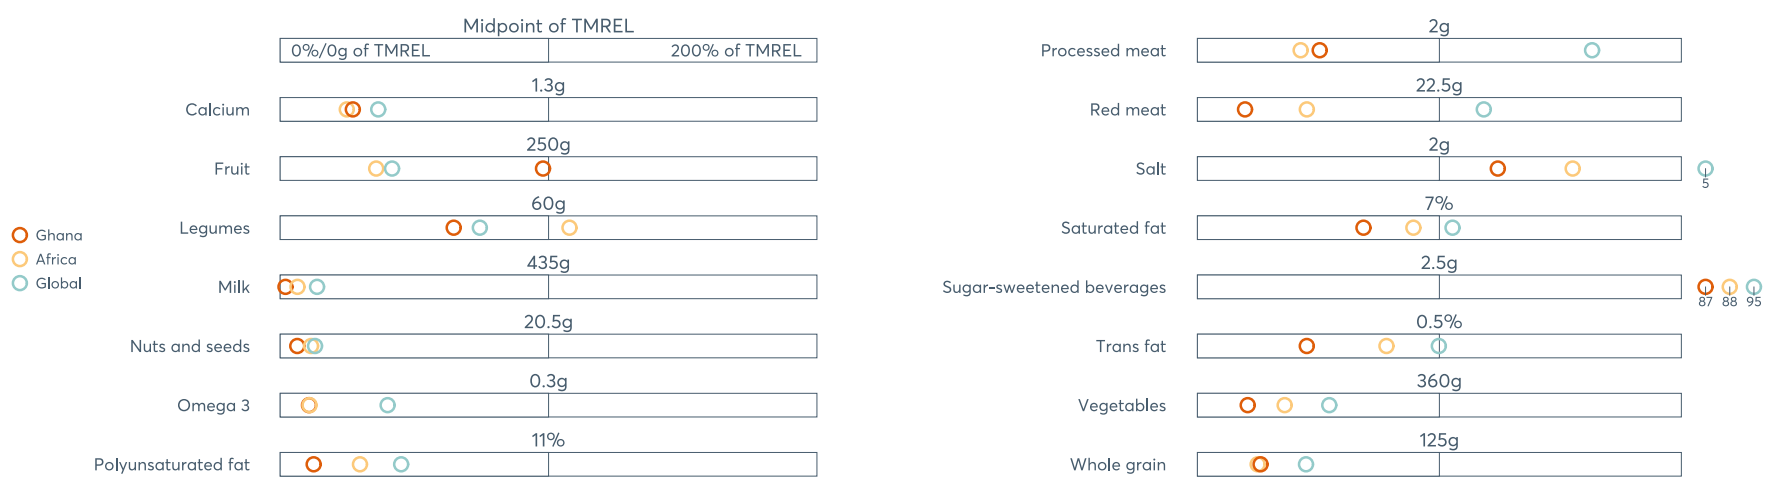 Midpoint of TMREL
0%/0g of TMREL 200% of TMREL
1.3g
Calcium
250g
Fruit
60g
Legumes
435g
Milk
20.5g
Nuts and seeds
0.3g
Omega 3
11%
Polyunsaturated fat
Ghana
Africa
Global
2g
Processed meat
22.5g
Red meat
2g
Salt
5
7%
Saturated fat
2.5g
Sugar-sweetened beverages
87 88 95
0.5%
Trans fat
360g
Vegetables
125g
Whole grain